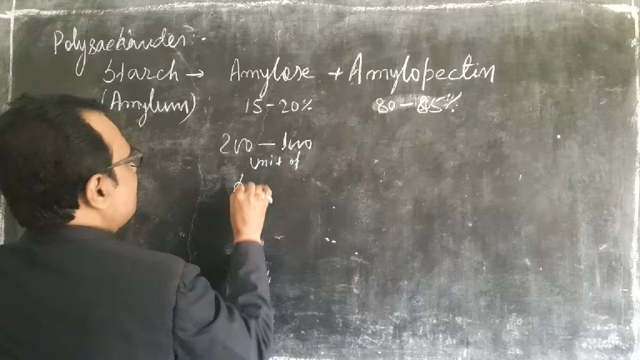 Polysaccharides:-
Starch → Amylose + Amylopectin
(Amylum) 15-20% 80-85%
200-1000
unit of